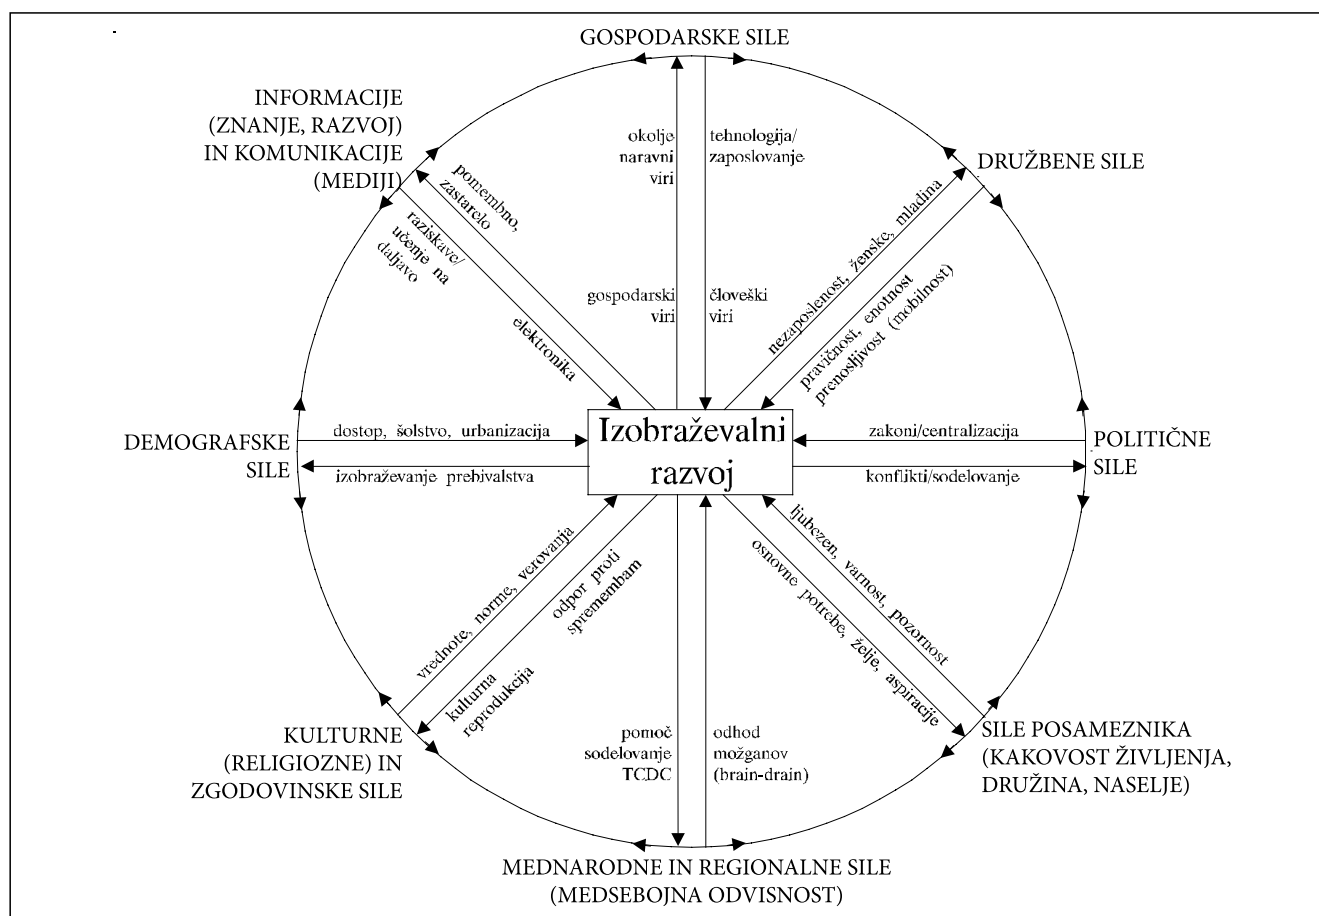 GOSPODARSKE SILE
INFORMACIJE
(ZNANJE, RAZVOJ)
IN KOMUNIKACIJE
(MEDIJI)
DRUŽBENE SILE
okolje
naravni
viri
tehnologija/
zaposlovanje
pomembno,
zastarelo
raziskave/
učenje na
daljavo
elektronika
gospodarski
viri
človeški
viri
nezaposlenost, ženske, mladina
pravičnost, enotnost
prenosljivost (mobilnost)
DEMOGRAFSKE
SILE
dostop, šolstvo, urbanizacija
izobraževanje prebivalstva
Izobraževalni
razvoj
zakoni/centralizacija
konflikti/sodelovanje
POLITIČNE
SILE
vrednote, norme, verovanja
odpor proti
spremembam
kulturna
reprodukcija
ljubezen, varnost, pozornost
osnovne potrebe, želje, aspiracije
pomoč
sodelovanje
TCDC
odhod
možganov
(brain-drain)
KULTURNE
(RELIGIOZNE) IN
ZGODOVINSKE SILE
SILE POSAMEZNIKA
(KAKOVOST ŽIVLJENJA,
DRUŽINA, NASELJE)
MEDNARODNE IN REGIONALNE SILE
(MEDSEBOJNA ODVISNOST)